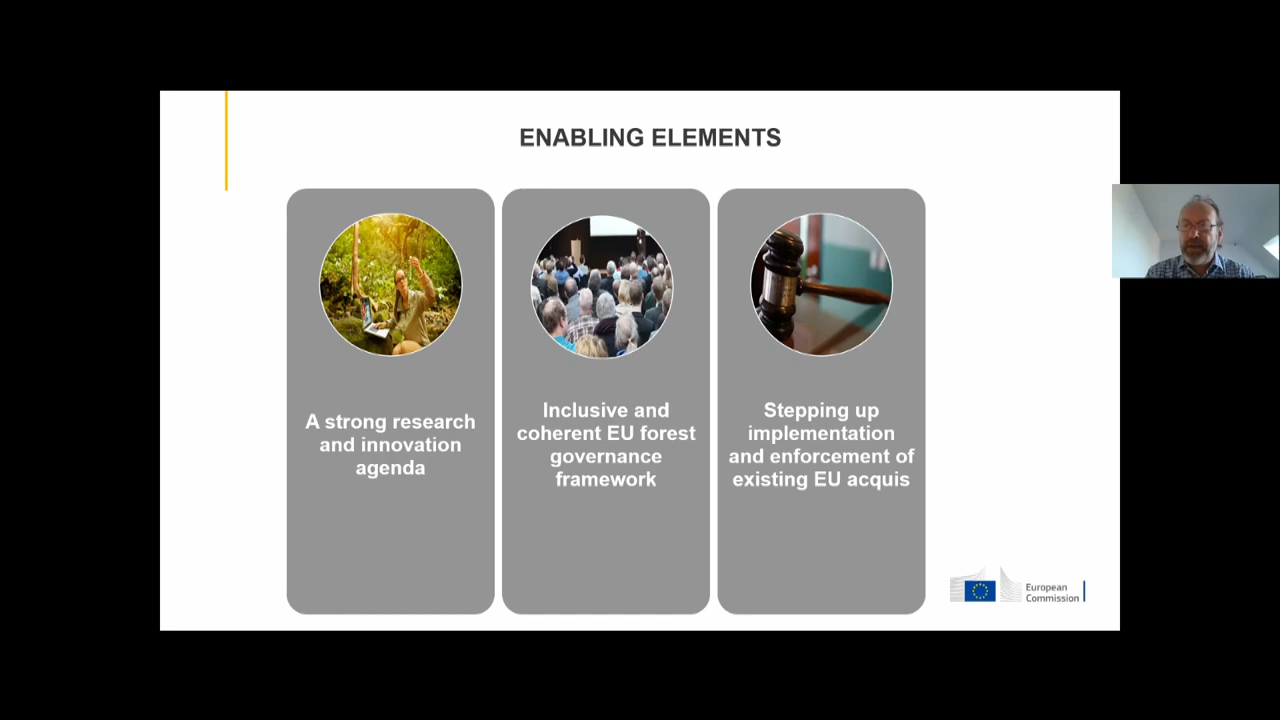 ENABLING ELEMENTS
A strong research
and innovation
agenda
Inclusive and
coherent EU forest
governance
framework
Stepping up
implementation
and enforcement of
existing EU acquis
European
Commission